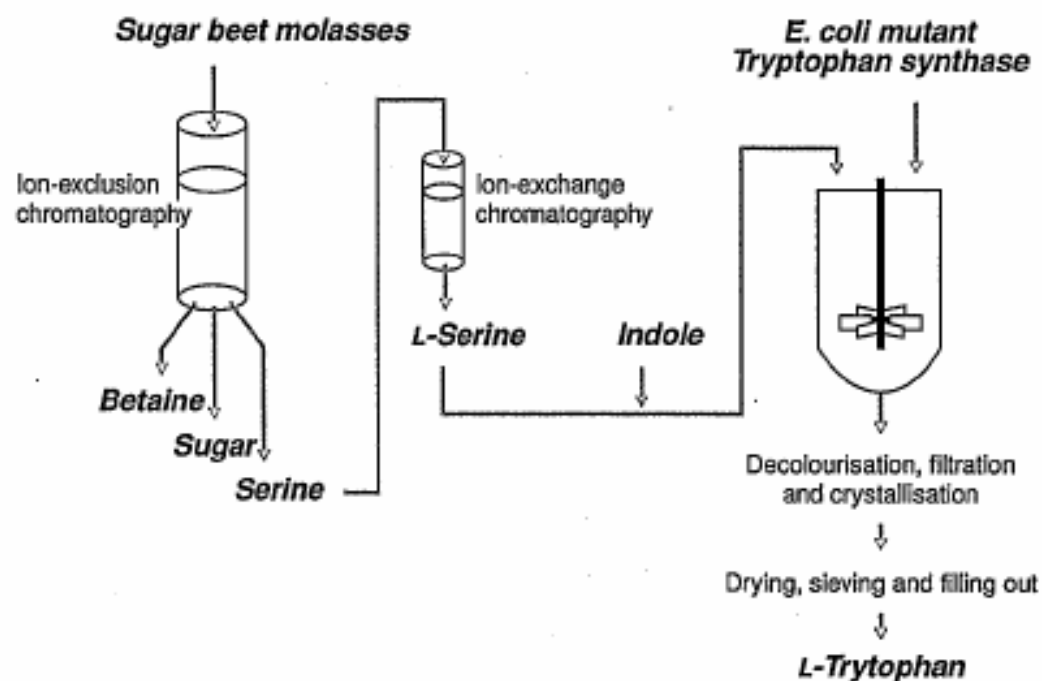 Sugar beet molasses
E. coli mutant
Tryptophan synthase
Ion-exclusion
chromatography
Ion-exchange
chromatography
L-Serine
Indole
Betaine
Sugar
Serine
Decolourisation, filtration
and crystallisation
Drying, sieving and filling out
L-Trytophan